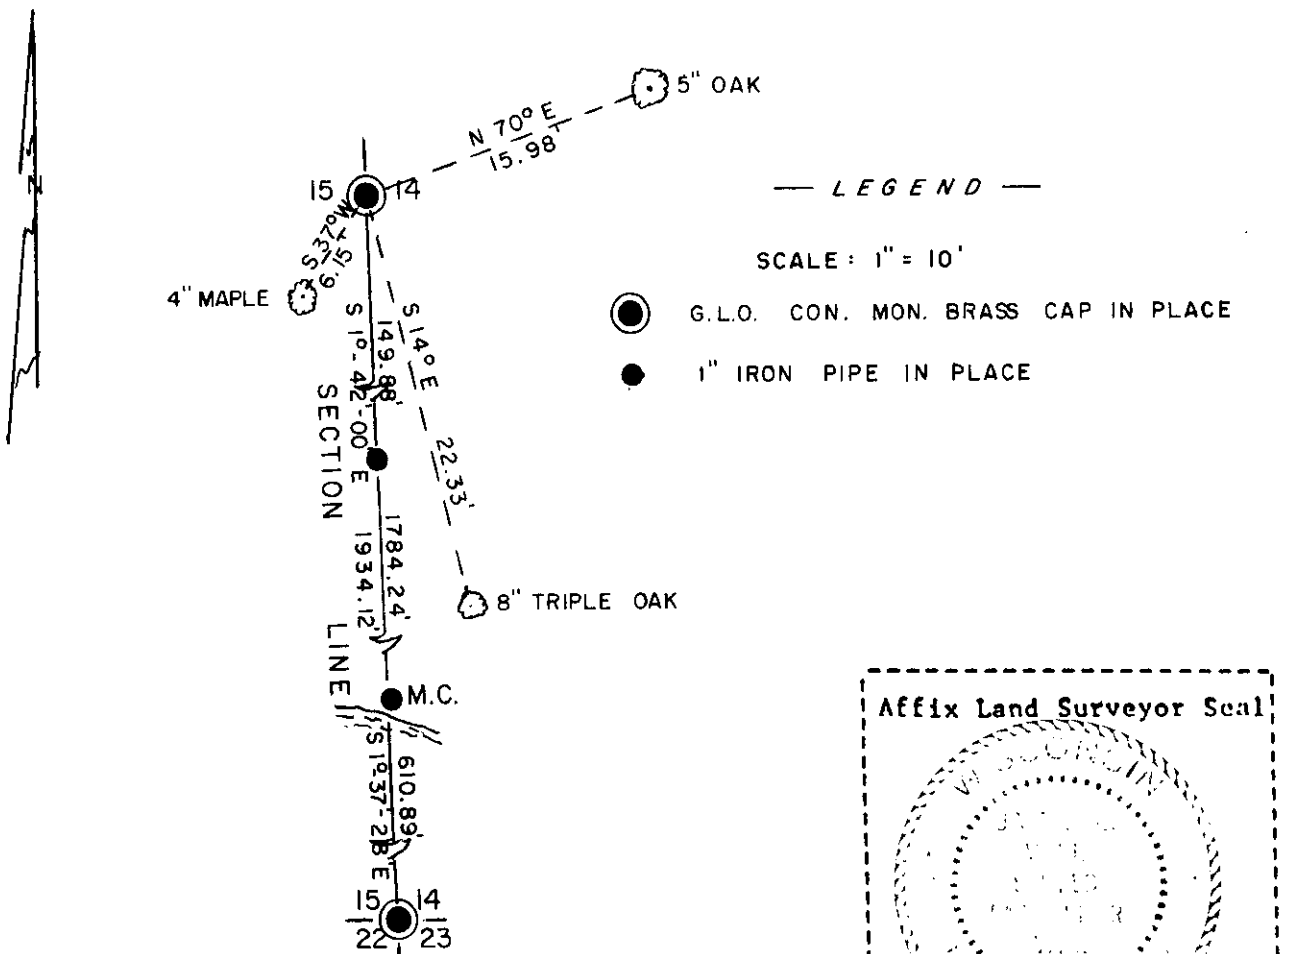 5" OAK
N 70° E
15.98'
15 14
— LEGEND —
S 37° W
6.15'
SCALE: 1" = 10'
4" MAPLE
G.L.O. CON. MON. BRASS CAP IN PLACE
1" IRON PIPE IN PLACE
S 1°-42'-00" E
149.88'
S 14° E
22.33'
SECTION LINE
1784.24'
1934.12'
8" TRIPLE OAK
M.C.
Affix Land Surveyor Seal
WISCONSIN
S 1°-37'-28" E
610.89'
15 14
22 23
N